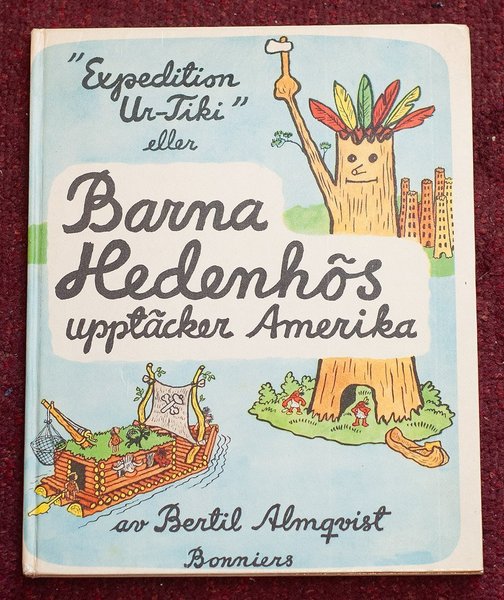 "Expedition
Ur-Tiki"
eller
Barna
Hedenhös
upptäcker Amerika
av Bertil Almqvist
Bonniers